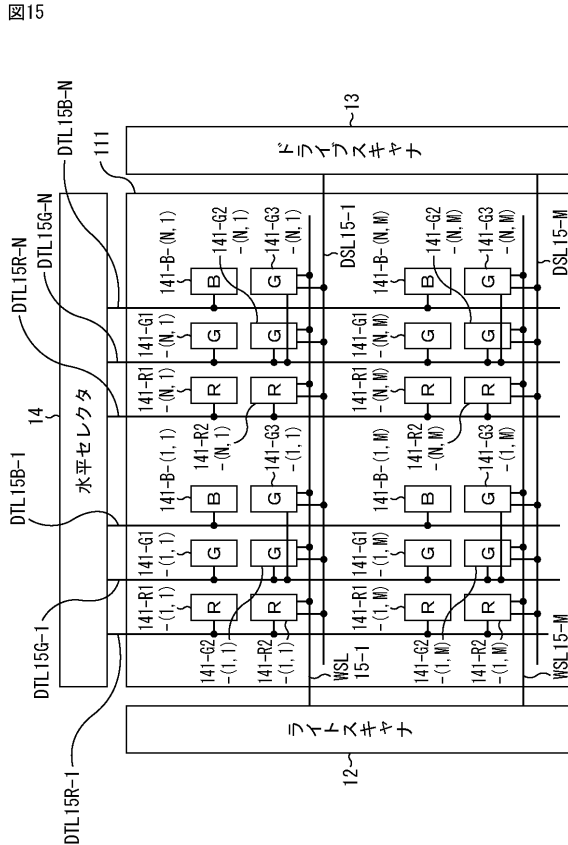 図15
DTL15R-1
DTL15G-1
DTL15B-1
14
DTL15R-N
DTL15G-N
DTL15B-N
水平セレクタ
111
12
ライトスキャナ
13
ドライブスキャナ
141-R1
-(1, 1)
141-G1
-(1, 1)
141-B-(1, 1)
141-R1
-(N, 1)
141-G1
-(N, 1)
141-B-(N, 1)
R
G
B
R
G
B
141-G2
-(1, 1)
141-R2
-(1, 1)
R
G
G
141-G3
-(1, 1)
141-R2
-(N, 1)
R
G
G
141-G2
-(N, 1)
141-G3
-(N, 1)
WSL
15-1
DSL15-1
141-R1
-(1, M)
141-G1
-(1, M)
141-B-(1, M)
141-R1
-(N, M)
141-G1
-(N, M)
141-B-(N, M)
R
G
B
R
G
B
141-G2
-(1, M)
141-R2
-(1, M)
R
G
G
141-G3
-(1, M)
141-R2
-(N, M)
R
G
G
141-G2
-(N, M)
141-G3
-(N, M)
WSL15-M
DSL15-M